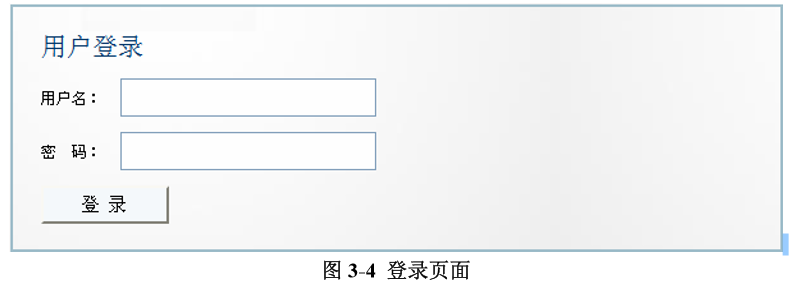 用户登录
用户名：
密　码：
登 录
图 3-4 登录页面